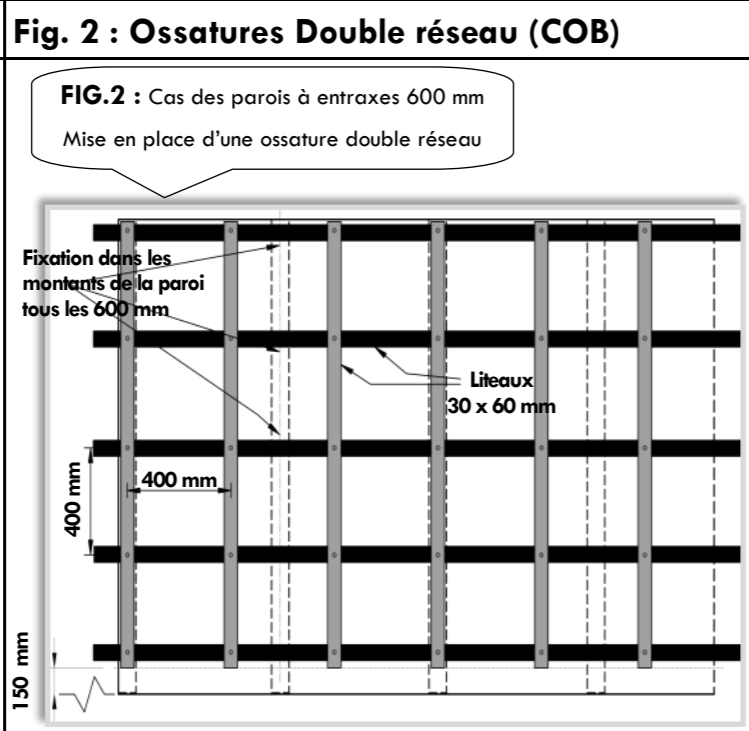 Fig. 2 : Ossatures Double réseau (COB)
FIG.2 : Cas des parois à entraxes 600 mm
Mise en place d’une ossature double réseau
Fixation dans les
montants de la paroi
tous les 600 mm
Liteaux
30 x 60 mm
400 mm
400 mm
150 mm